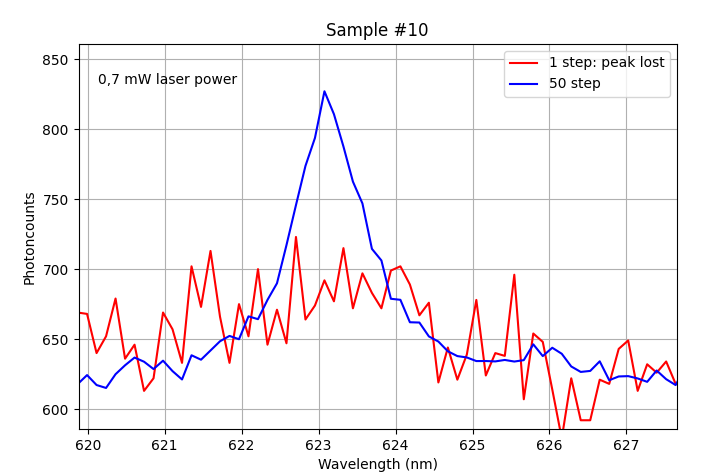 Sample #10
850
800
750
700
650
600
Photoncounts
0,7 mW laser power
1 step: peak lost
50 step
620 621 622 623 624 625 626 627
Wavelength (nm)